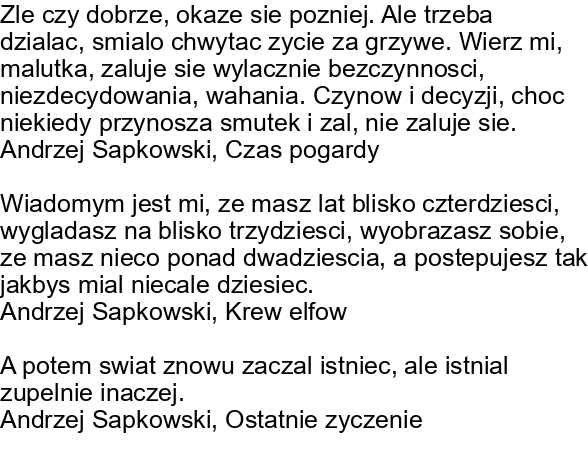 Zle czy dobrze, okaze sie pozniej. Ale trzeba
dzialac, smialo chwytac zycie za grzywe. Wierz mi,
malutka, zaluje sie wylacznie bezczynnosci,
niezdecydowania, wahania. Czynow i decyzji, choc
niekiedy przynosza smutek i zal, nie zaluje sie.
Andrzej Sapkowski, Czas pogardy

Wiadomym jest mi, ze masz lat blisko czterdziesci,
wygladasz na blisko trzydziesci, wyobrazasz sobie,
ze masz nieco ponad dwadziescia, a postepujesz tak
jakbys mial niecale dziesiec.
Andrzej Sapkowski, Krew elfow

A potem swiat znowu zaczal istniec, ale istnial
zupelnie inaczej.
Andrzej Sapkowski, Ostatnie zyczenie